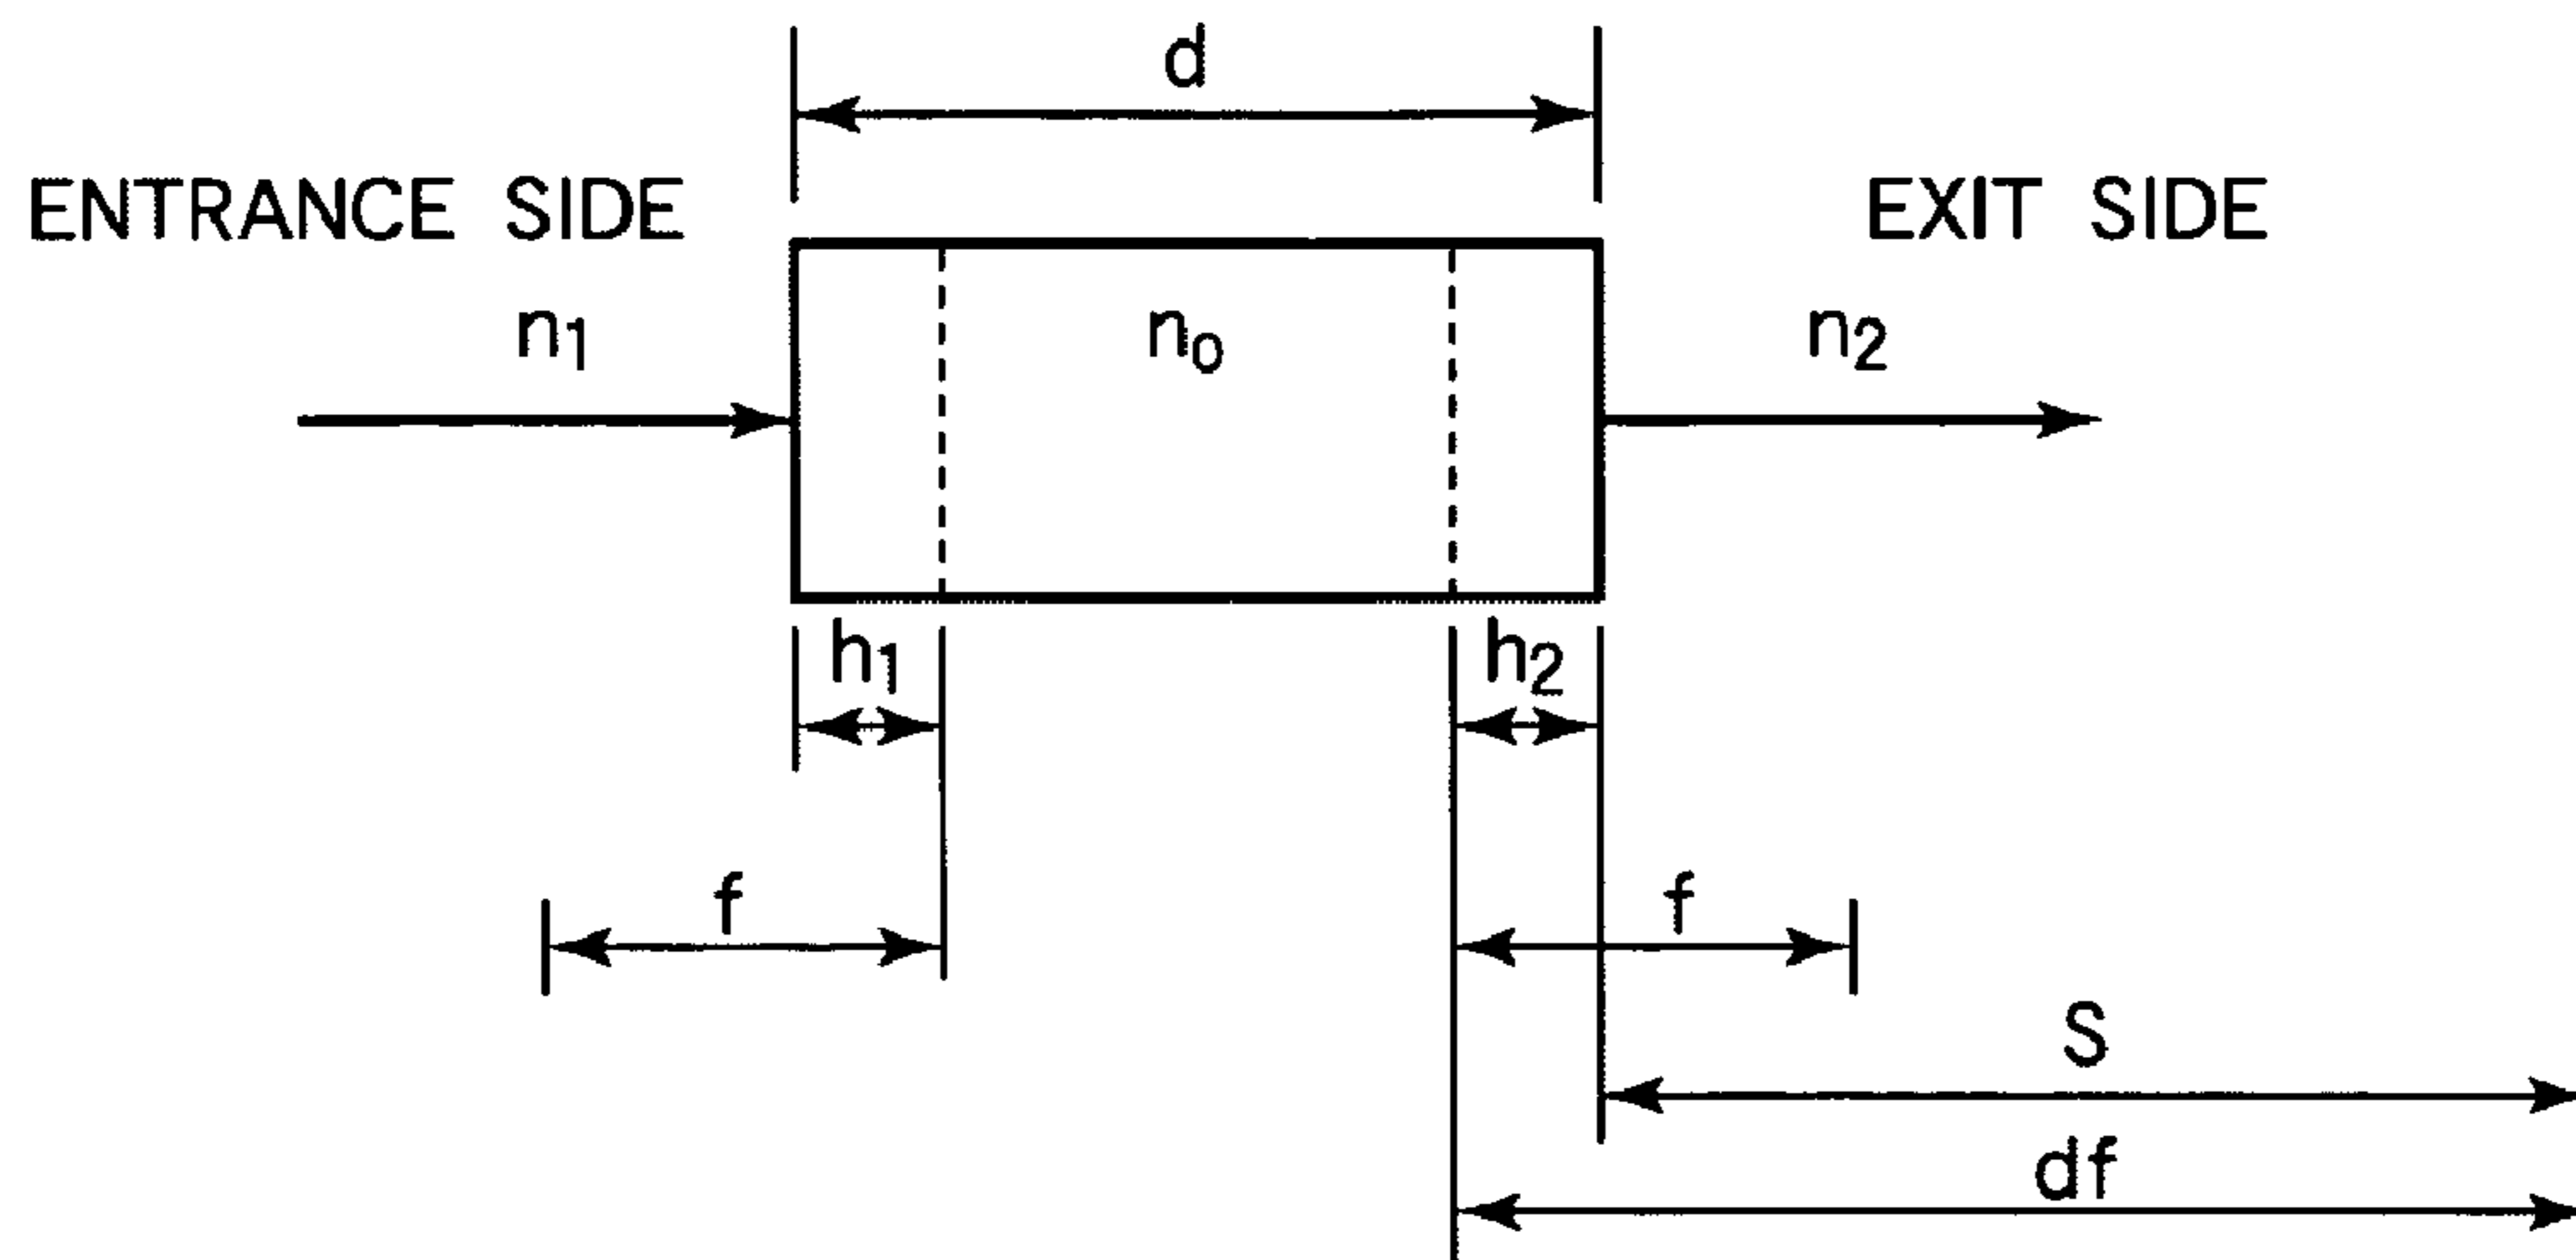 d
ENTRANCE SIDE
EXIT SIDE
n₁
n₀
n₂
h₁
h₂
f
f
S
df